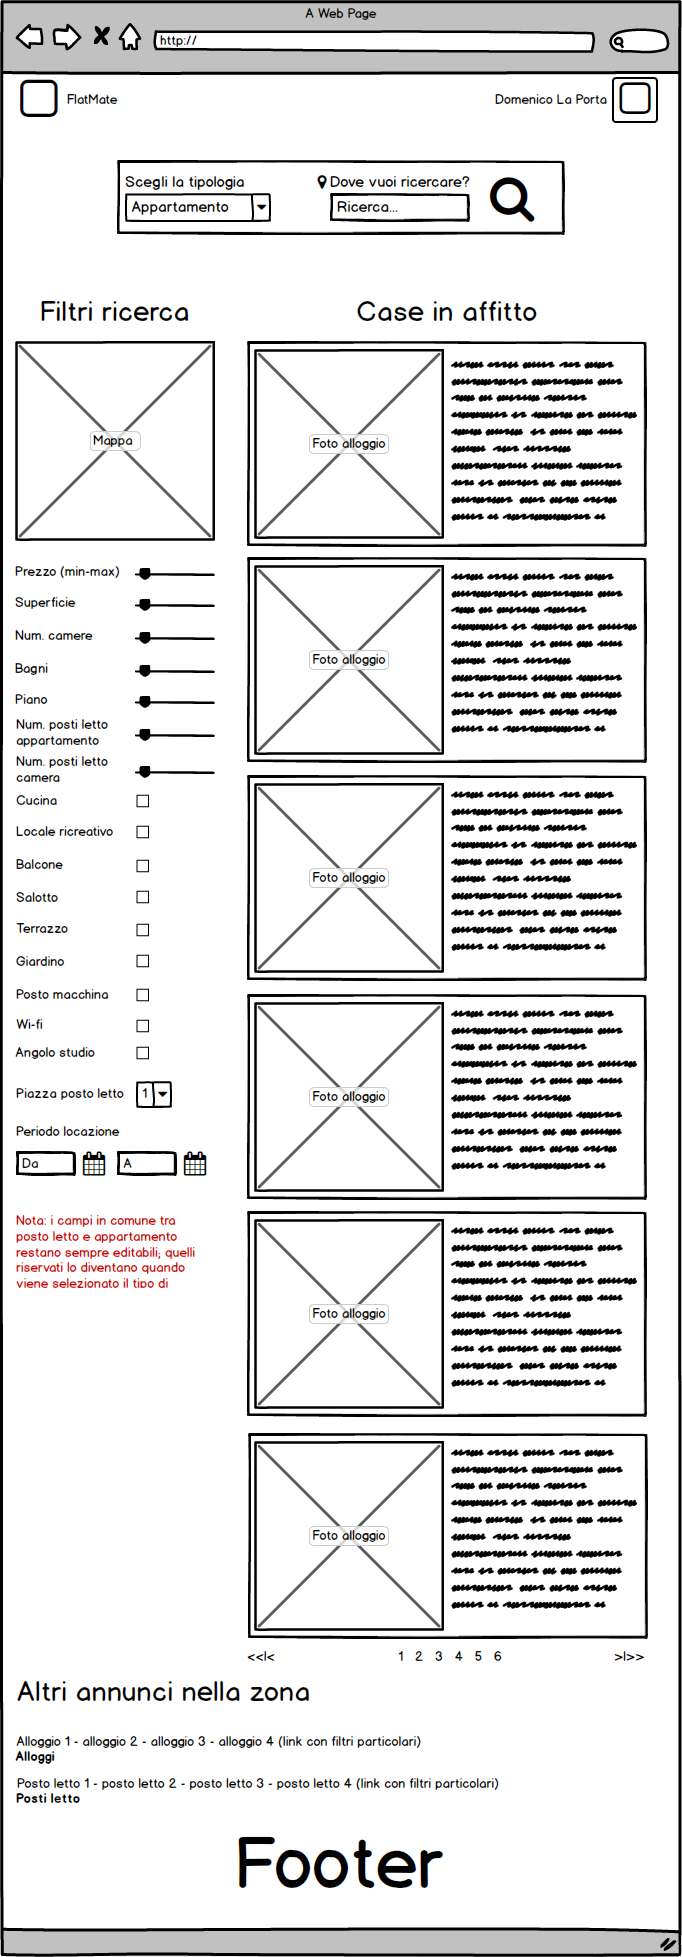 A Web Page
http://
FlatMate
Domenico La Porta
Scegli la tipologia
Dove vuoi ricercare?
Appartamento
Ricerca...
Filtri ricerca
Mappa
Prezzo (min-max)
Superficie
Num. camere
Bagni
Piano
Num. posti letto
appartamento
Num. posti letto
camera
Cucina
Locale ricreativo
Balcone
Salotto
Terrazzo
Giardino
Posto macchina
Wi-fi
Angolo studio
Piazza posto letto
1
Periodo locazione
Da
A
Nota: i campi in comune tra
posto letto e appartamento
restano sempre editabili, quelli
riservati lo diventano quando
viene selezionato il tipo di
Case in affitto
Foto alloggio
Foto alloggio
Foto alloggio
Foto alloggio
Foto alloggio
Foto alloggio
<<|< 1 2 3 4 5 6 >|>>
Altri annunci nella zona
Alloggio 1 - alloggio 2 - alloggio 3 - alloggio 4 (link con filtri particolari)
Alloggi
Posto letto 1 - posto letto 2 - posto letto 3 - posto letto 4 (link con filtri particolari)
Posti letto
Footer